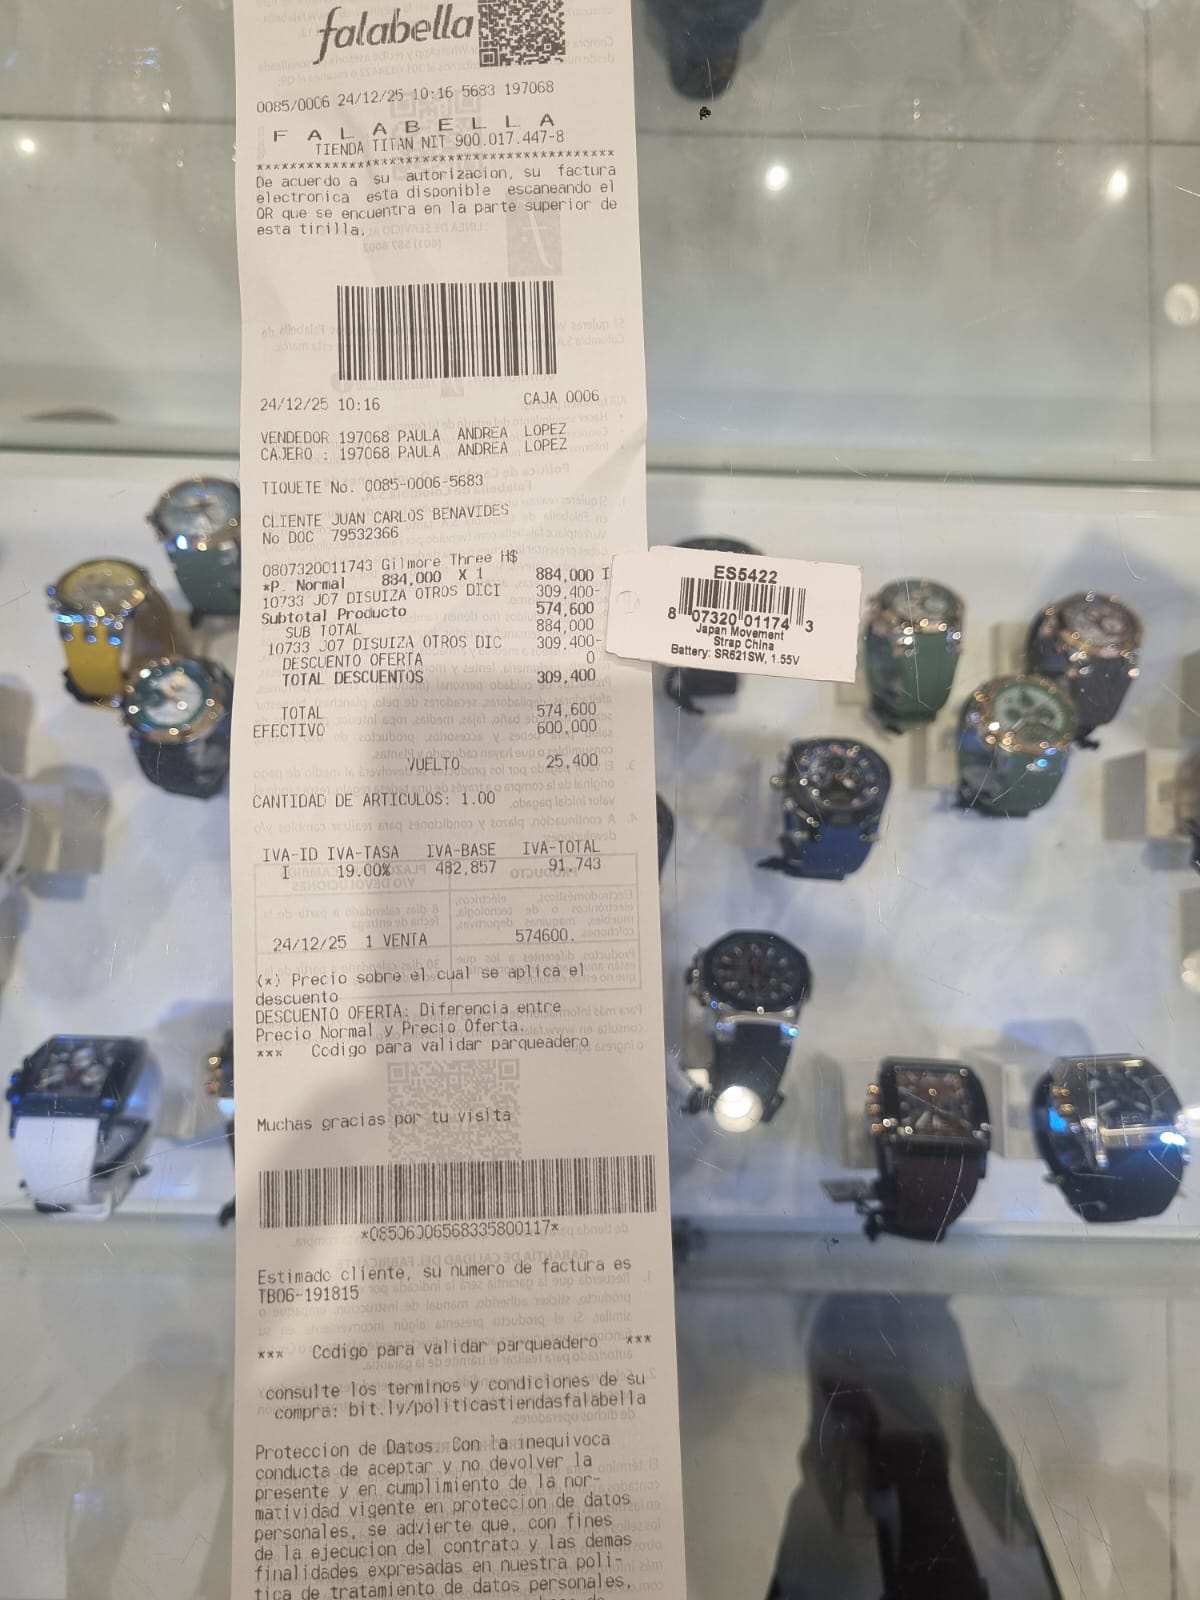 falabella
0085/0006 24/12/25 10:16 5683 197068
F A L A B E L L A
TIENDA TITAN NIT 900.017.447-8
**************************************************
De acuerdo a su autorizacion, su factura
electronica esta disponible escaneando el
QR que se encuentra en la parte superior de
esta tirilla.
24/12/25 10:16 CAJA 0006
VENDEDOR 197068 PAULA ANDREA LOPEZ
CAJERO : 197068 PAULA ANDREA LOPEZ
TIQUETE No. 0085-0006-5683
CLIENTE JUAN CARLOS BENAVIDES
No DOC 79532366
0807320011743 Gilmore Three H$
*P. Normal 884,000 X 1 884,000 I
10733 J07 DISUIZA OTROS DICI 309,400-
Subtotal Producto 574,600
SUB TOTAL 884,000
10733 J07 DISUIZA OTROS DIC 309,400-
DESCUENTO OFERTA 0
TOTAL DESCUENTOS 309,400
TOTAL 574,600
EFECTIVO 600,000
VUELTO 25,400
CANTIDAD DE ARTICULOS: 1.00
IVA-ID IVA-TASA IVA-BASE IVA-TOTAL
I 19.00% 482,857 91,743
24/12/25 1 VENTA 574600.
(*) Precio sobre el cual se aplica el
descuento
DESCUENTO OFERTA: Diferencia entre
Precio Normal y Precio Oferta.
*** Codigo para validar parqueadero
Muchas gracias por tu visita
*08506006568335800117*
Estimado cliente, su numero de factura es
TB06-191815
*** Codigo para validar parqueadero ***
consulte los terminos y condiciones de su
compra: bit.ly/politicastiendasfalabella
Proteccion de Datos. Con la inequivoca
conducta de aceptar y no devolver la
presente y en cumplimiento de la nor-
matividad vigente en proteccion de datos
personales, se advierte que, con fines
de la ejecucion del contrato y las demas
finalidades expresadas en nuestra poli-
tica de tratamiento de datos personales,
ES5422
8 07320 01174 3
Japan Movement
Strap China
Battery: SR621SW, 1.55V